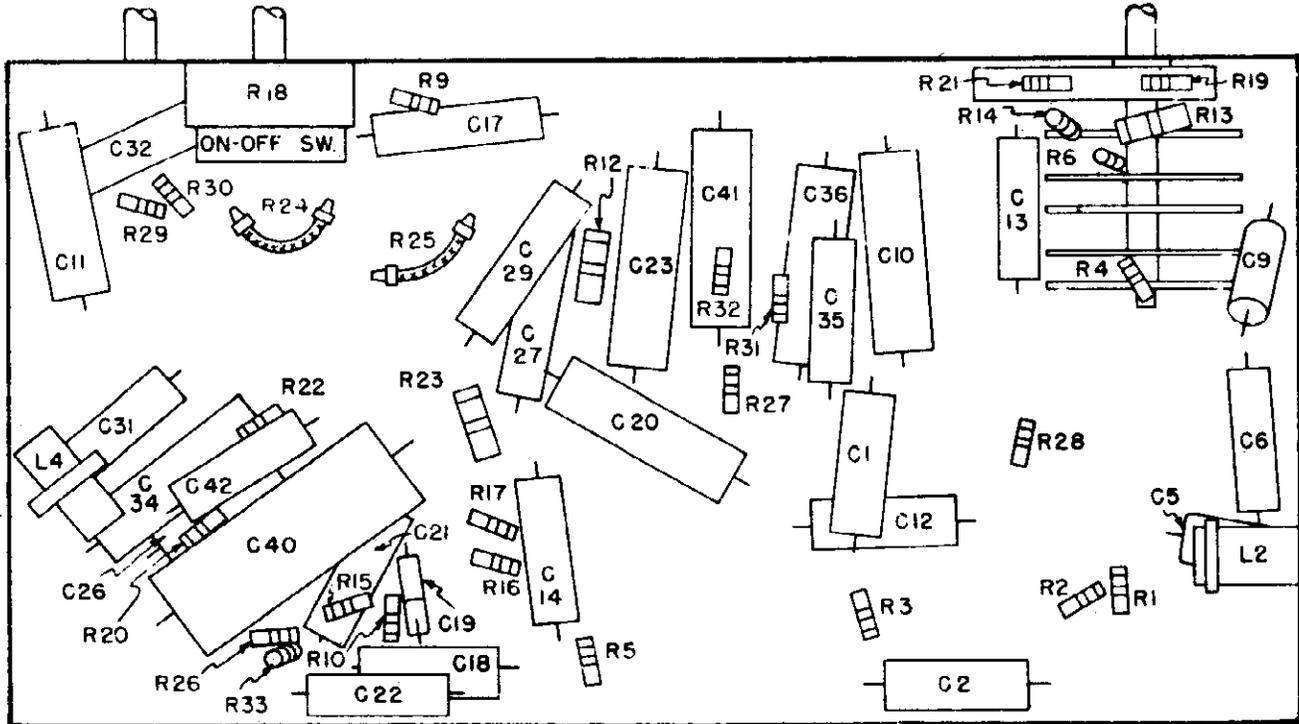 R18
R9
R21
R19
C17
R14
R13
C32
ON-OFF SW.
R12
R6
R30
R24
C41
C36
C
13
R29
R25
C11
C
29
C23
C10
R4
C9
R32
C
35
C
27
R31
R23
R22
R27
C31
C20
C1
R28
C6
L4
C
34
C42
R17
C5
C12
C40
C21
L2
C26
R15
R16
C
14
R2
R1
R20
C19
R3
R26
R10
C18
R5
R33
C22
C2